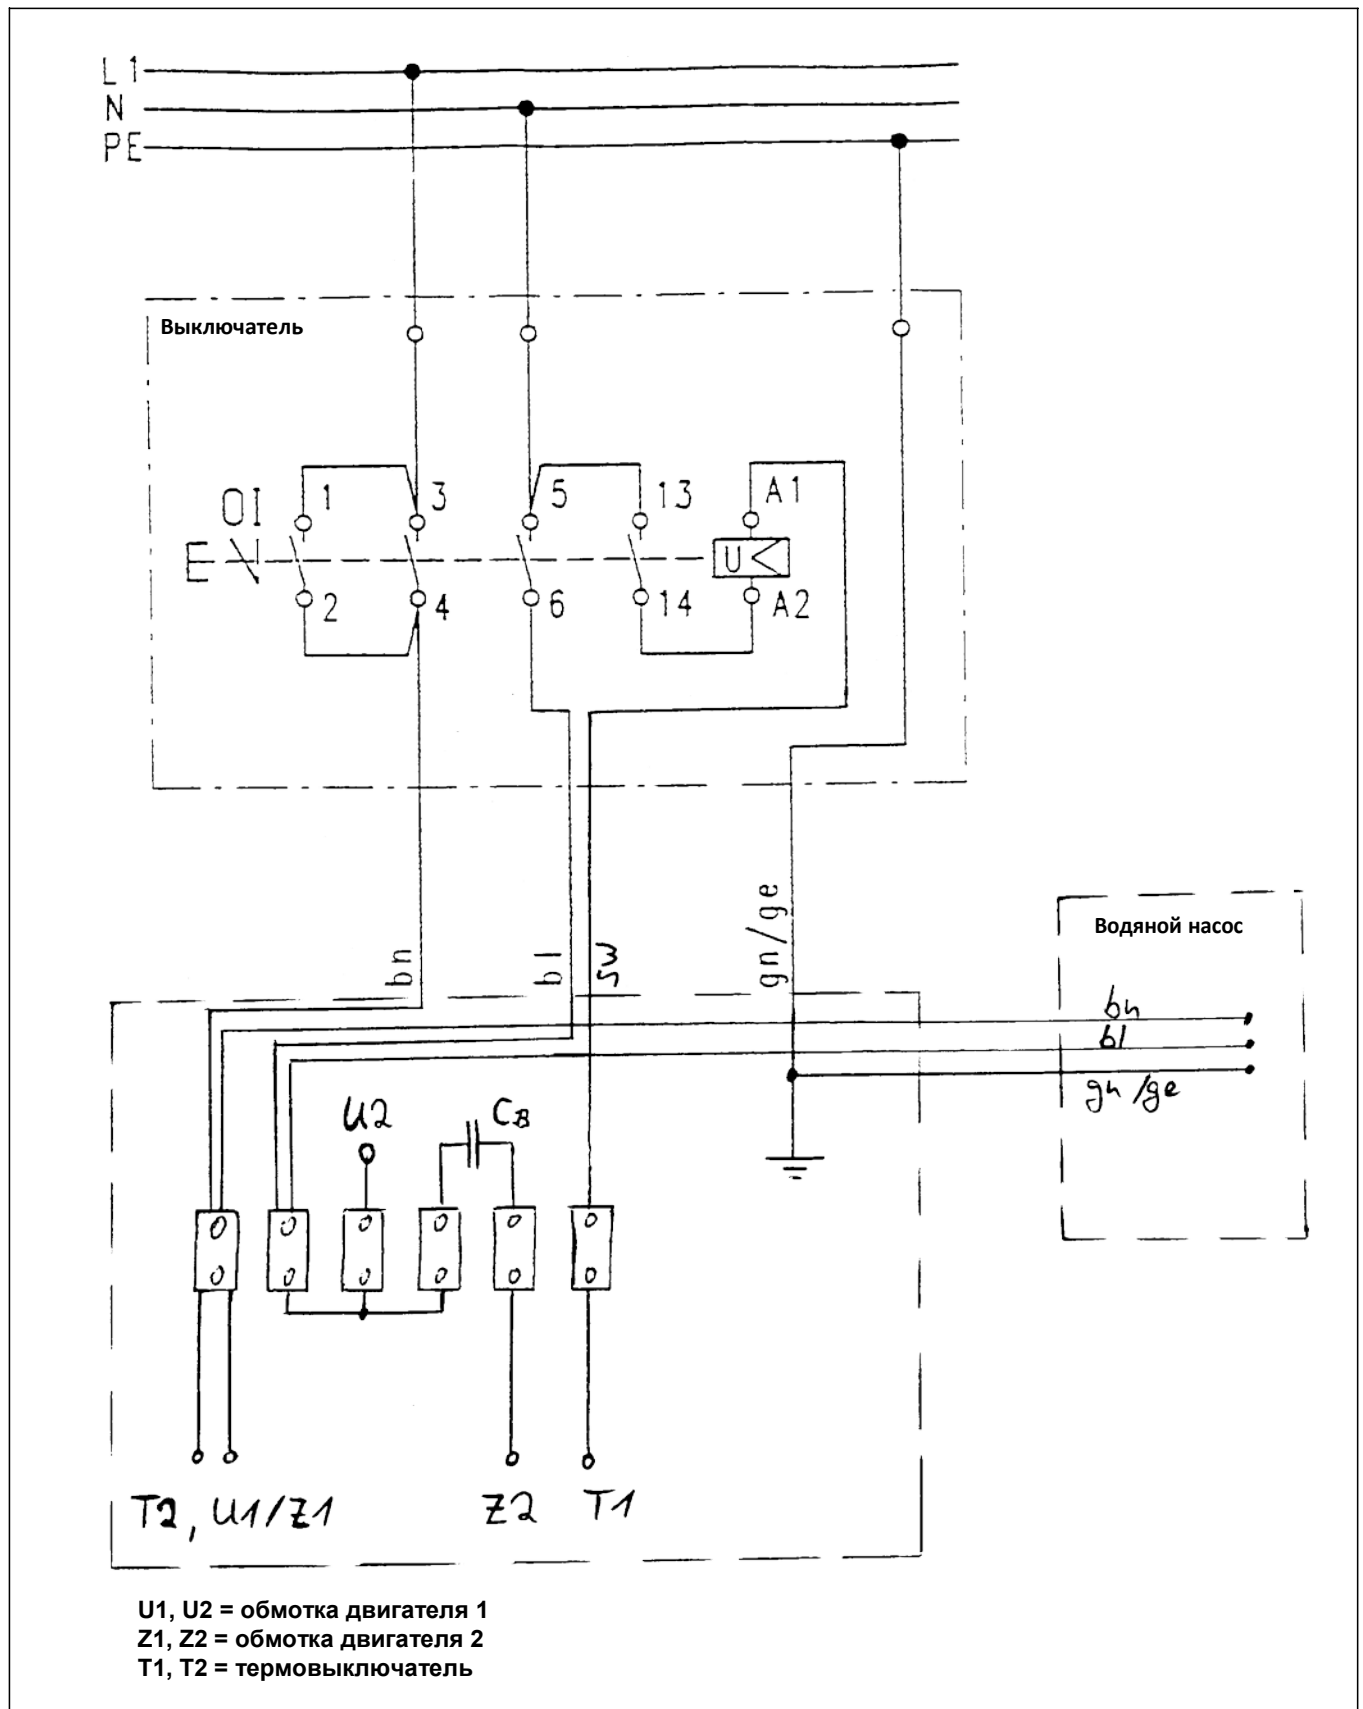 L1
N
PE
Выключатель
OI
1
3
5
13
A1
E
U<
2
4
6
14
A2
bn
bl
sw
gn/ge
Водяной насос
bn
bl
gn/ge
U2
CB
T2, U1/Z1
Z2
T1
U1, U2 = обмотка двигателя 1
Z1, Z2 = обмотка двигателя 2
T1, T2 = термовыключатель